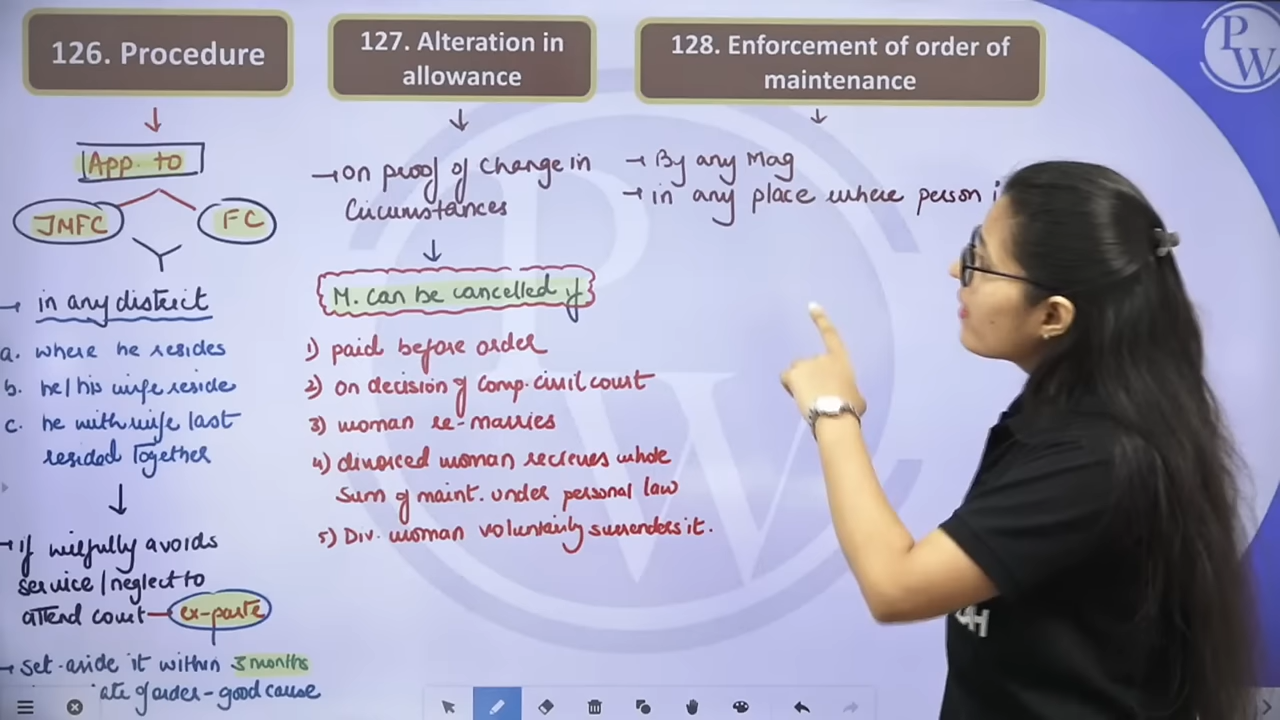 126. Procedure
App. to
JMFC
FC
in any district
a. where he resides
b. he/his wife reside
c. he with wife last
resided Together
if wilfully avoids
service/neglect to
attend court - ex-parte
set-aside it within 3 months
ate of order - good cause
127. Alteration in
allowance
on proof of change in
Circumstances
M. can be cancelled if
1) paid before order
2) on decision of comp. civil court
3) woman re-marries
4) divorced woman recieves whole
sum of maint. under personal law
5) Div. woman voluntarily surrenders it.
128. Enforcement of order of
maintenance
By any Mag
in any place where person i
PW
PW
AH